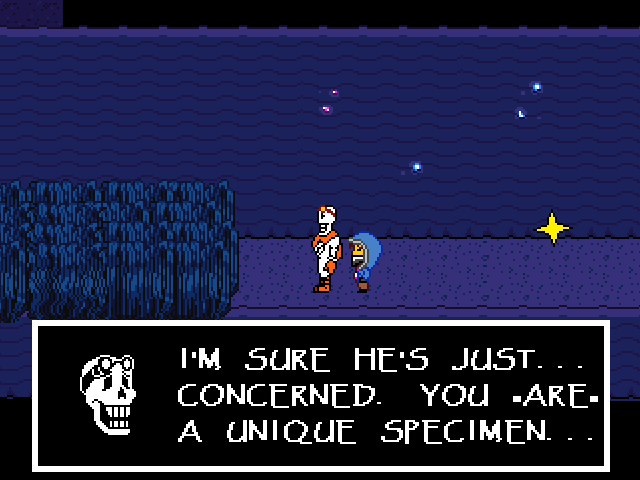 I'M SURE HE'S JUST...
CONCERNED. YOU -ARE-
A UNIQUE SPECIMEN...